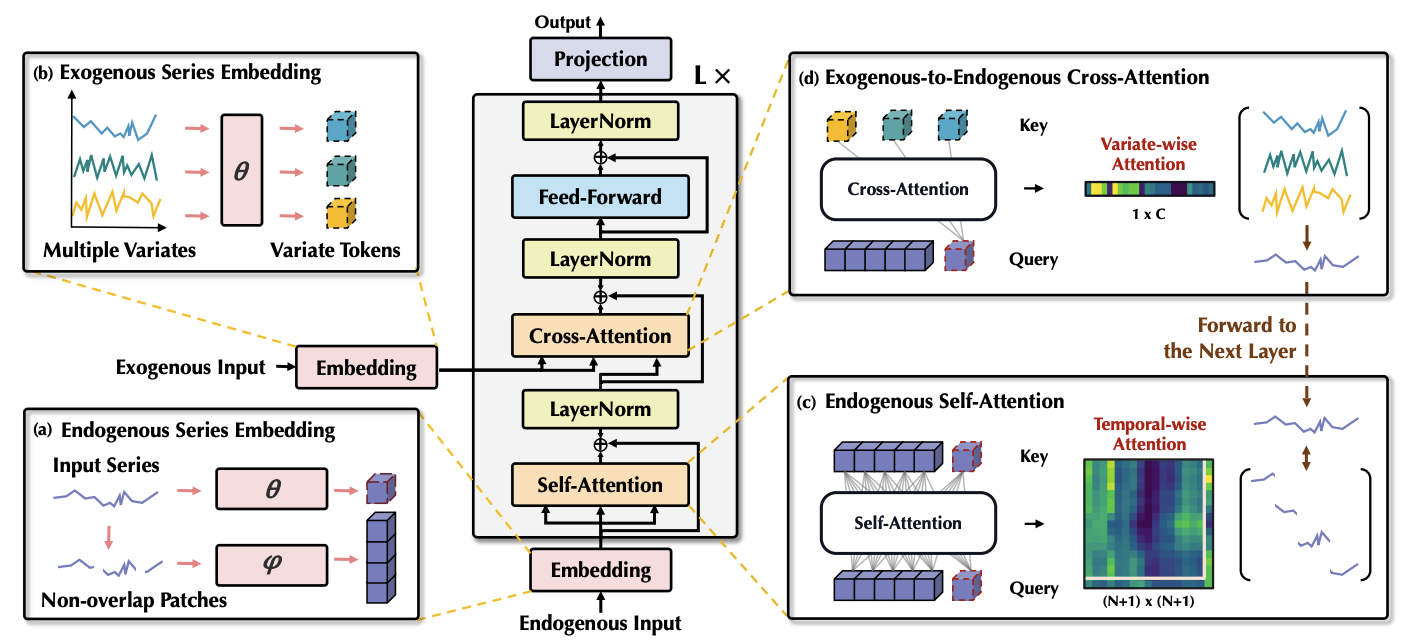 Output
Projection
L ×
LayerNorm
Feed-Forward
LayerNorm
Cross-Attention
LayerNorm
Self-Attention
Embedding
Endogenous Input
Exogenous Input
Embedding
(b) Exogenous Series Embedding
θ
Multiple Variates
Variate Tokens
(a) Endogenous Series Embedding
Input Series
θ
φ
Non-overlap Patches
(d) Exogenous-to-Endogenous Cross-Attention
Key
Cross-Attention
Query
Variate-wise
Attention
1 x C
Forward to
the Next Layer
(c) Endogenous Self-Attention
Key
Self-Attention
Query
Temporal-wise
Attention
(N+1) x (N+1)